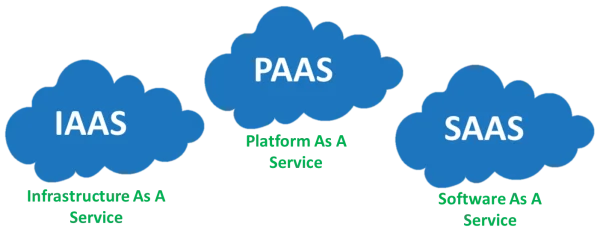 IAAS
Infrastructure As A
Service
PAAS
Platform As A
Service
SAAS
Software As A
Service